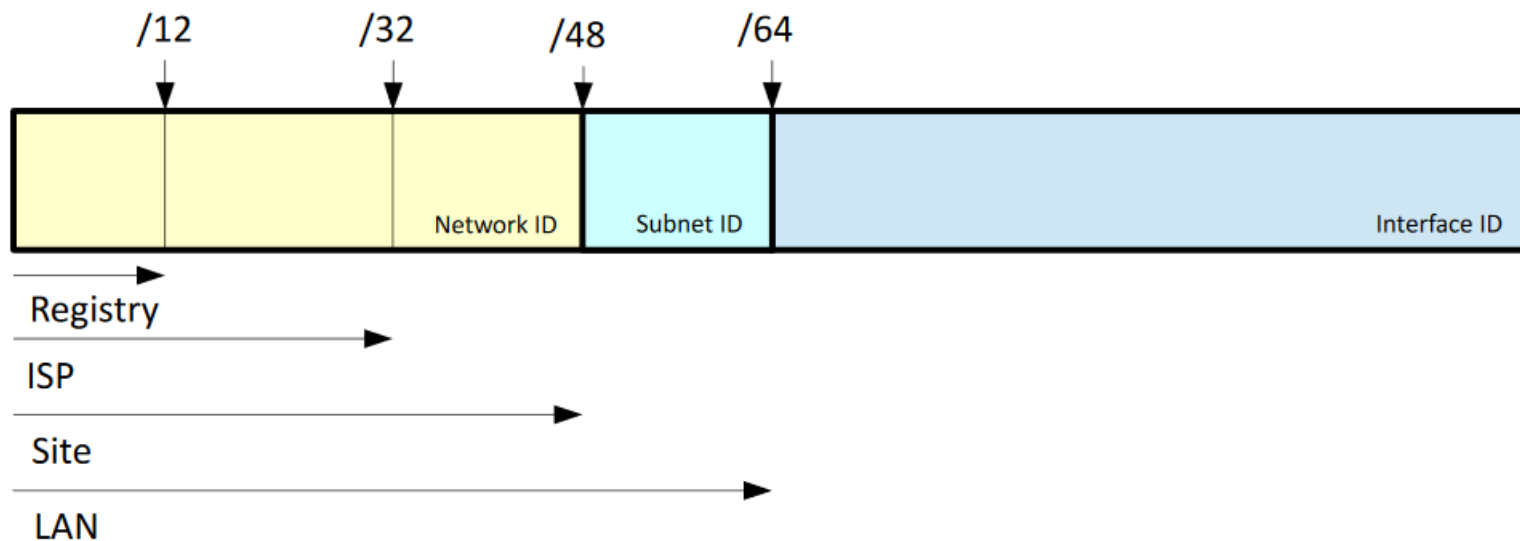 /12 /32 /48 /64
Network ID Subnet ID Interface ID
Registry
ISP
Site
LAN